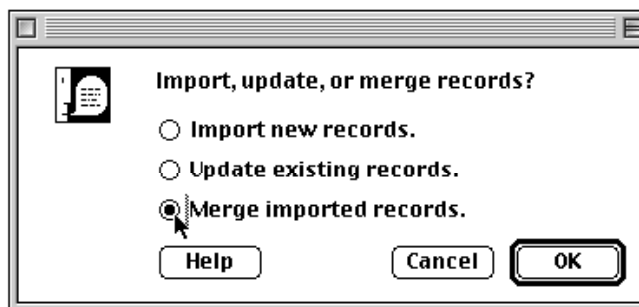 Import, update, or merge records?
Import new records.
Update existing records.
Merge imported records.
Help
Cancel
OK